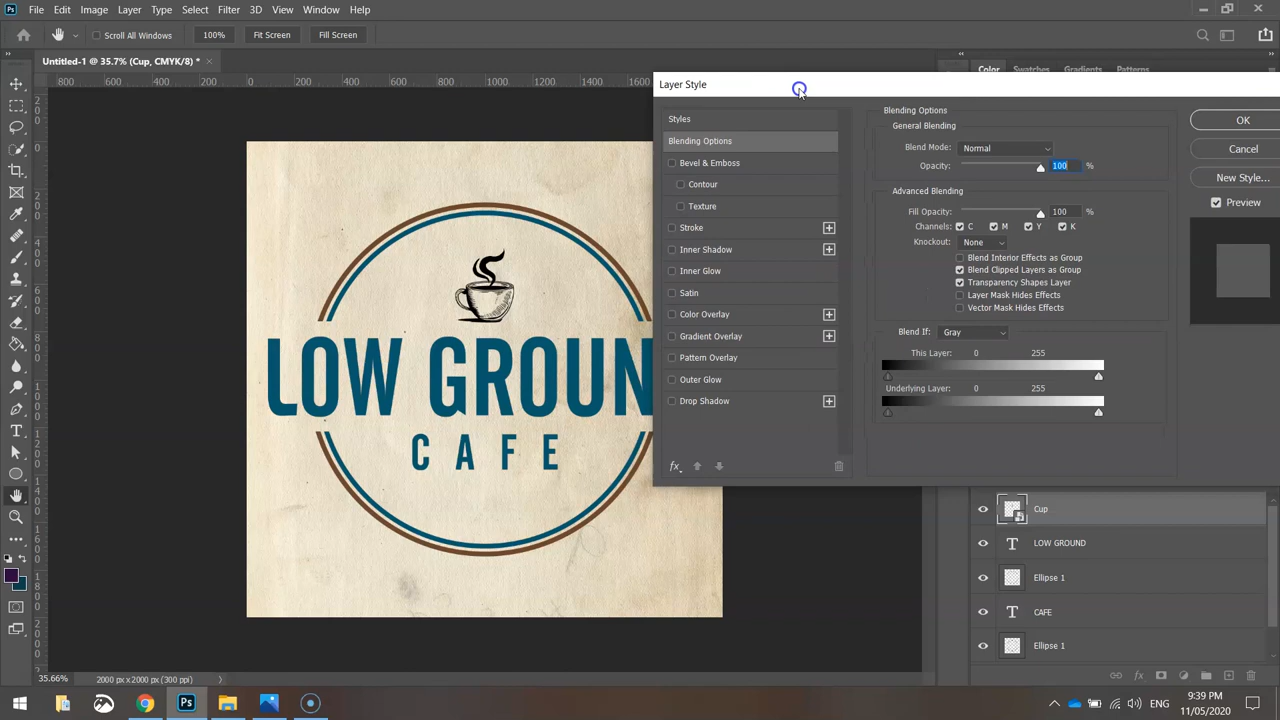 Ps File Edit Image Layer Type Select Filter 3D View Window Help
Scroll All Windows 100% Fit Screen Fill Screen
Untitled-1 @ 35.7% (Cup, CMYK/8) *
Color Swatches Gradients Patterns
800 600 400 200 0 200 400 600 800 1000 1200 1400 1600
Layer Style
Styles
Blending Options
Bevel & Emboss
Contour
Texture
Stroke
Inner Shadow
Inner Glow
Satin
Color Overlay
Gradient Overlay
Pattern Overlay
Outer Glow
Drop Shadow
fx
Blending Options
General Blending
Blend Mode: Normal
Opacity: 100 %
Advanced Blending
Fill Opacity: 100 %
Channels: C M Y K
Knockout: None
Blend Interior Effects as Group
Blend Clipped Layers as Group
Transparency Shapes Layer
Layer Mask Hides Effects
Vector Mask Hides Effects
Blend If: Gray
This Layer: 0 255
Underlying Layer: 0 255
OK
Cancel
New Style...
Preview
LOW GROUN
CAFE
Cup
T LOW GROUND
Ellipse 1
T CAFE
Ellipse 1
fx
35.66% 2000 px x 2000 px (300 ppi)
Ps
ENG
9:39 PM
11/05/2020